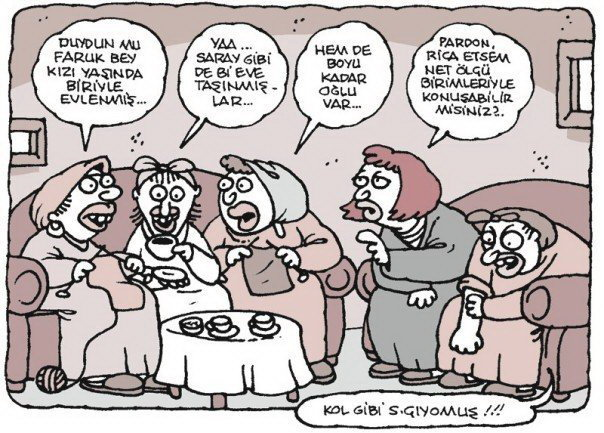 DUYDUN MU
FARUK BEY
KIZI YAŞINDA
BİRİYLE
EVLENMİŞ...
YAA...
SARAY GİBİ
DE Bİ EVE
TAŞINMIŞ-
LAR...
HEM DE
BOYU
KADAR
OĞLU
VAR...
PARDON,
RİCA ETSEM
NET ÖLGÜ
BİRİMLERİYLE
KONUŞABİLİR
MİSİNİZ?.
KOL GİBİ S.ÇIYOMUŞ !!!